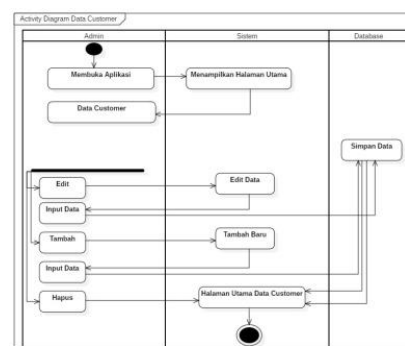 Activity Diagram Data Customer
Admin
Sistem
Database
Membuka Aplikasi
Menampilkan Halaman Utama
Data Customer
Simpan Data
Edit
Edit Data
Input Data
Tambah
Tambah Baru
Input Data
Hapus
Halaman Utama Data Customer